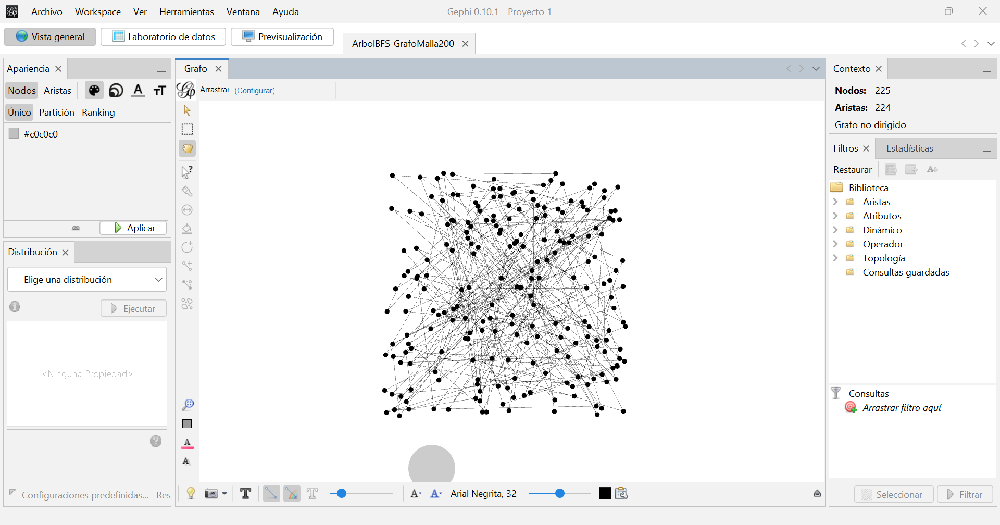 Archivo Workspace Ver Herramientas Ventana Ayuda
Gephi 0.10.1 - Proyecto 1
Vista general Laboratorio de datos Previsualización
ArbolBFS_GrafoMalla200
Apariencia
Nodos Aristas
Único Partición Ranking
#c0c0c0
Aplicar
Distribución
---Elige una distribución
Ejecutar
<Ninguna Propiedad>
Configuraciones predefinidas... Res
Grafo
Arrastrar (Configurar)
Arial Negrita, 32
Contexto
Nodos: 225
Aristas: 224
Grafo no dirigido
Filtros Estadísticas
Restaurar
Biblioteca
Aristas
Atributos
Dinámico
Operador
Topología
Consultas guardadas
Consultas
Arrastrar filtro aquí
Seleccionar Filtrar